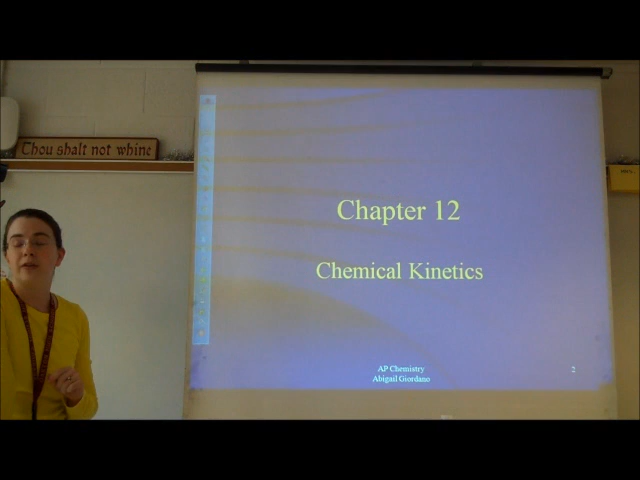 Thou shalt not whine
Chapter 12
Chemical Kinetics
AP Chemistry
Abigail Giordano
2